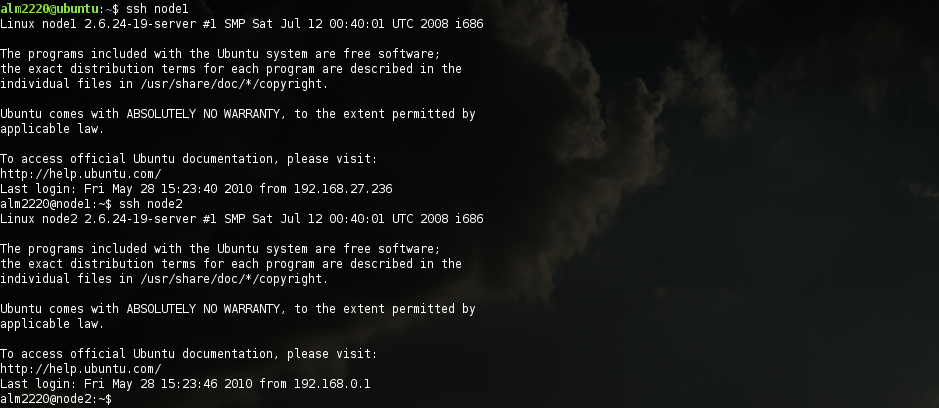 alm2220@ubuntu:~$ ssh node1
Linux node1 2.6.24-19-server #1 SMP Sat Jul 12 00:40:01 UTC 2008 i686
The programs included with the Ubuntu system are free software;
the exact distribution terms for each program are described in the
individual files in /usr/share/doc/*/copyright.
Ubuntu comes with ABSOLUTELY NO WARRANTY, to the extent permitted by
applicable law.
To access official Ubuntu documentation, please visit:
http://help.ubuntu.com/
Last login: Fri May 28 15:23:40 2010 from 192.168.27.236
alm2220@node1:~$ ssh node2
Linux node2 2.6.24-19-server #1 SMP Sat Jul 12 00:40:01 UTC 2008 i686
The programs included with the Ubuntu system are free software;
the exact distribution terms for each program are described in the
individual files in /usr/share/doc/*/copyright.
Ubuntu comes with ABSOLUTELY NO WARRANTY, to the extent permitted by
applicable law.
To access official Ubuntu documentation, please visit:
http://help.ubuntu.com/
Last login: Fri May 28 15:23:46 2010 from 192.168.0.1
alm2220@node2:~$